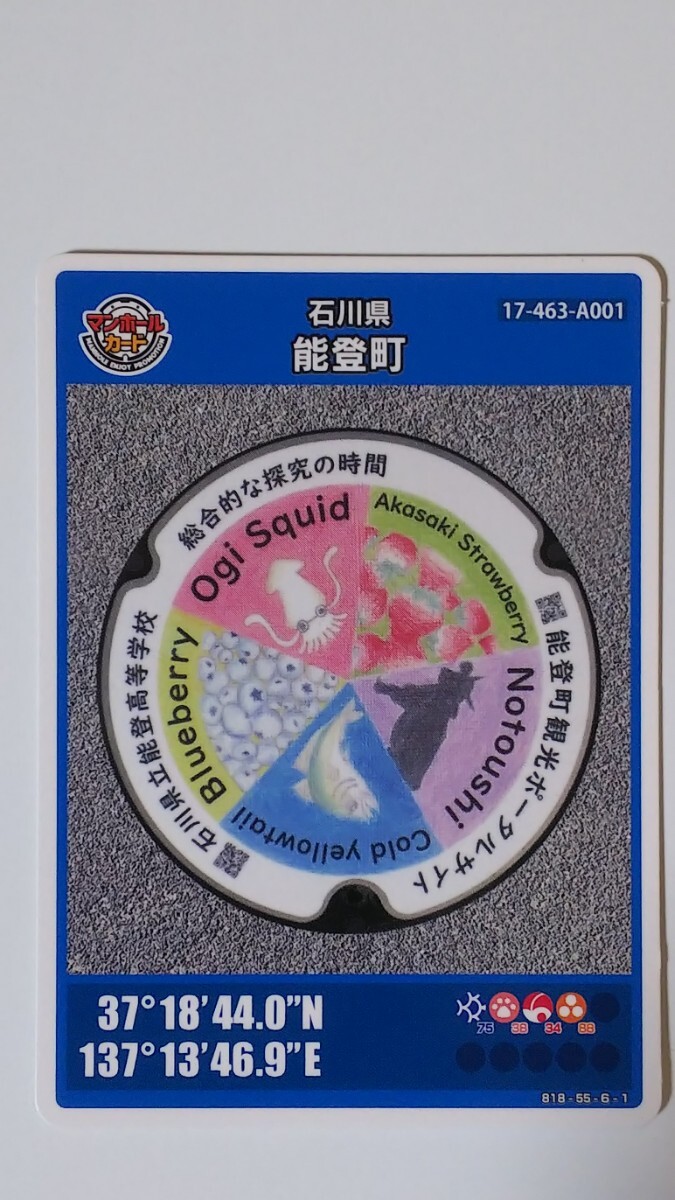 マンホール
カード
MANHOLE ENJOY PROMOTION
石川県
能登町
17-463-A001
総合的な探究の時間
Ogi Squid
Akasaki Strawberry
石川県立能登高等学校
Blueberry
Notoushi
能登町観光ポータルサイト
Cold yellowtail
37°18'44.0"N
137°13'46.9"E
75 38 34 88
818-55-6-1